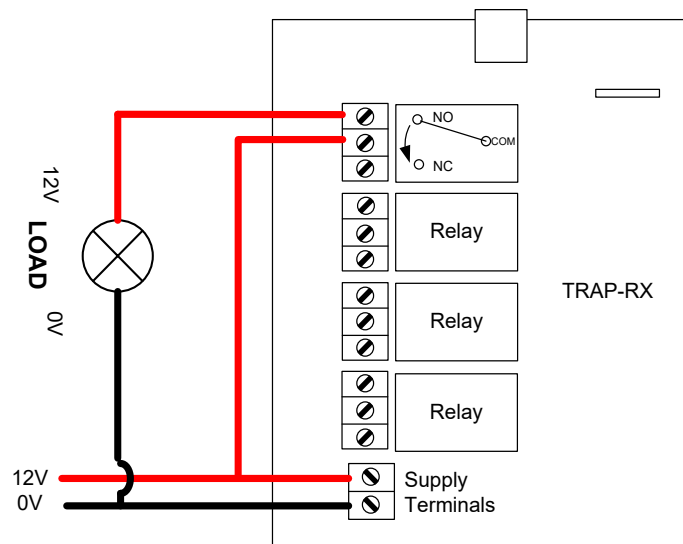 NO
COM
NC
12V
LOAD
0V
Relay
Relay
Relay
TRAP-RX
12V
0V
Supply
Terminals